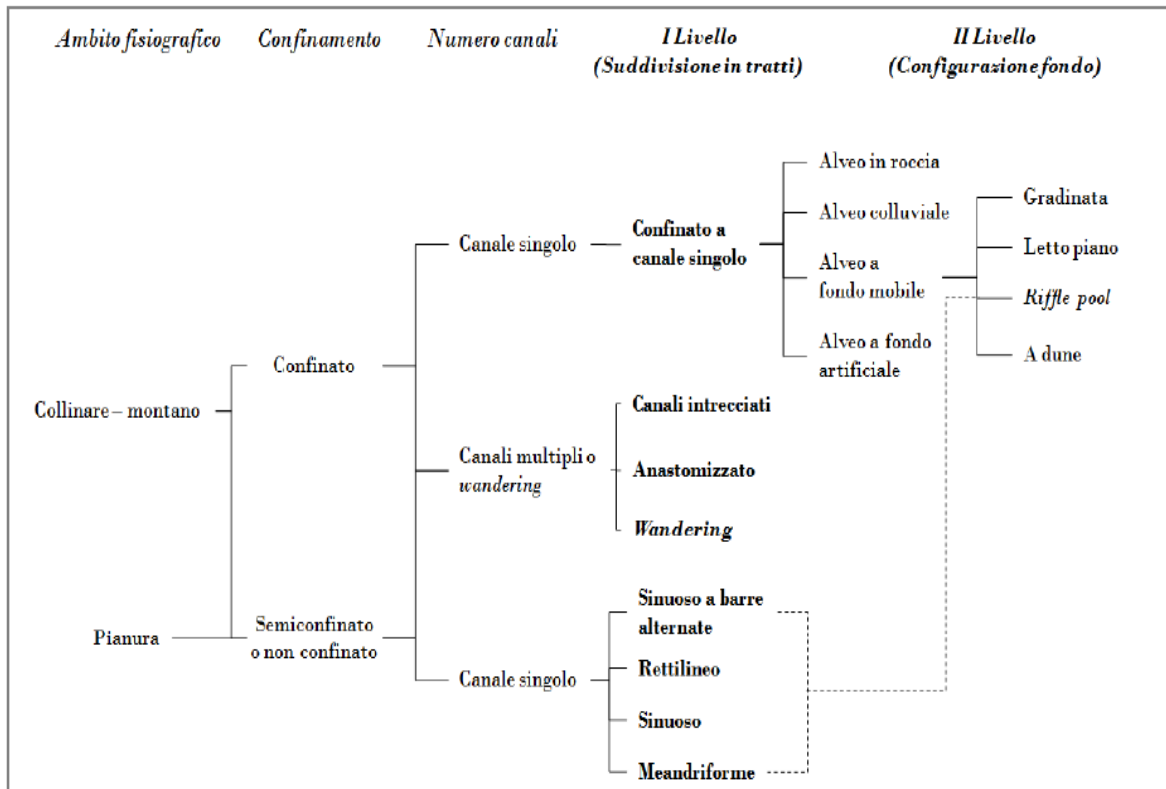 Ambito fisiografico Confinamento Numero canali I Livello II Livello
(Suddivisione in tratti) (Configurazione fondo)
Alveo in roccia
Gradinata
Alveo colluviale
Confinato a
Canale singolo
canale singolo
Letto piano
Alveo a
fondo mobile
Riffle pool
Alveo a fondo
artificiale
A dune
Confinato
Collinare – montano
Canali intrecciati
Canali multipli o
wandering
Anastomizzato
Wandering
Sinuoso a barre
alternate
Semiconfinato
o non confinato
Pianura
Rettilineo
Canale singolo
Sinuoso
Meandriforme